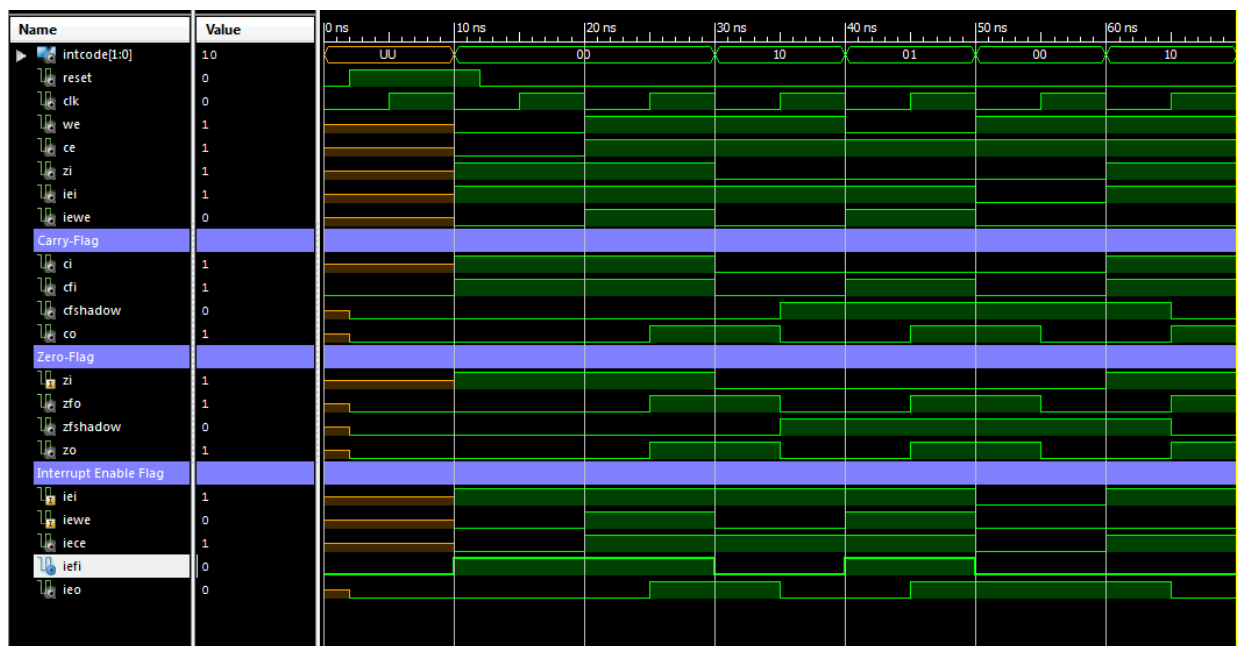 Name Value 0 ns 10 ns 20 ns 30 ns 40 ns 50 ns 60 ns
intcode[1:0] 10 UU 00 10 01 00 10
reset 0
clk 0
we 1
ce 1
zi 1
iei 1
iewe 0
Carry-Flag
ci 1
cfi 1
cfshadow 0
co 1
Zero-Flag
zi 1
zfo 1
zfshadow 0
zo 1
Interrupt Enable Flag
iei 1
iewe 0
iece 1
iefi 0
ieo 0